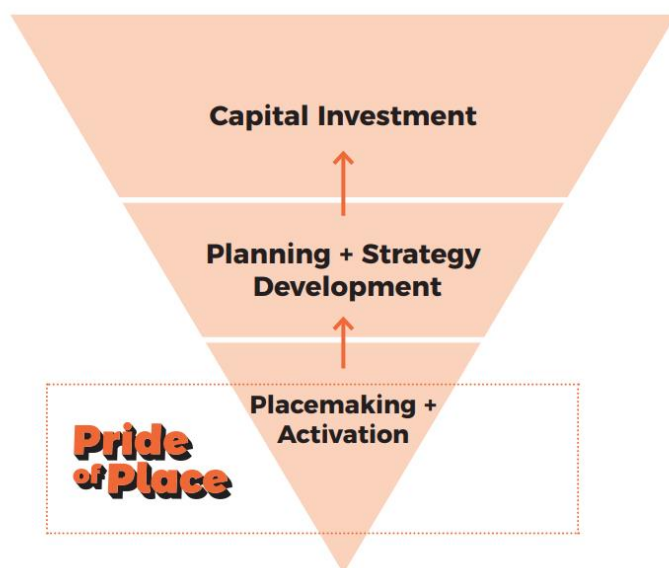 Capital Investment
Planning + Strategy
Development
Placemaking +
Activation
Pride
of Place